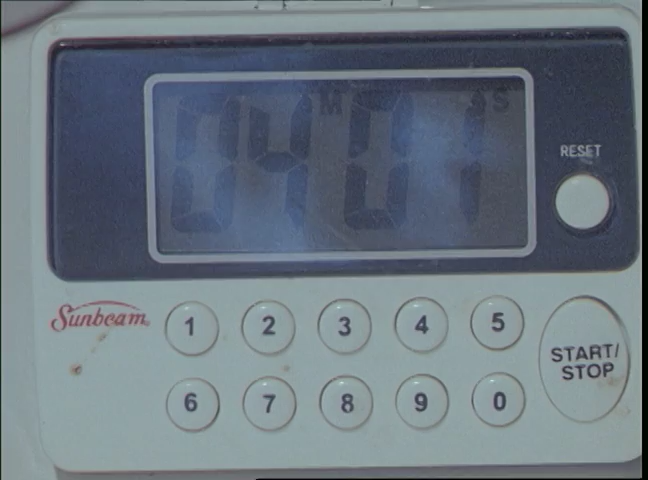 04 M 01 S
RESET
Sunbeam
1 2 3 4 5
START/
STOP
6 7 8 9 0